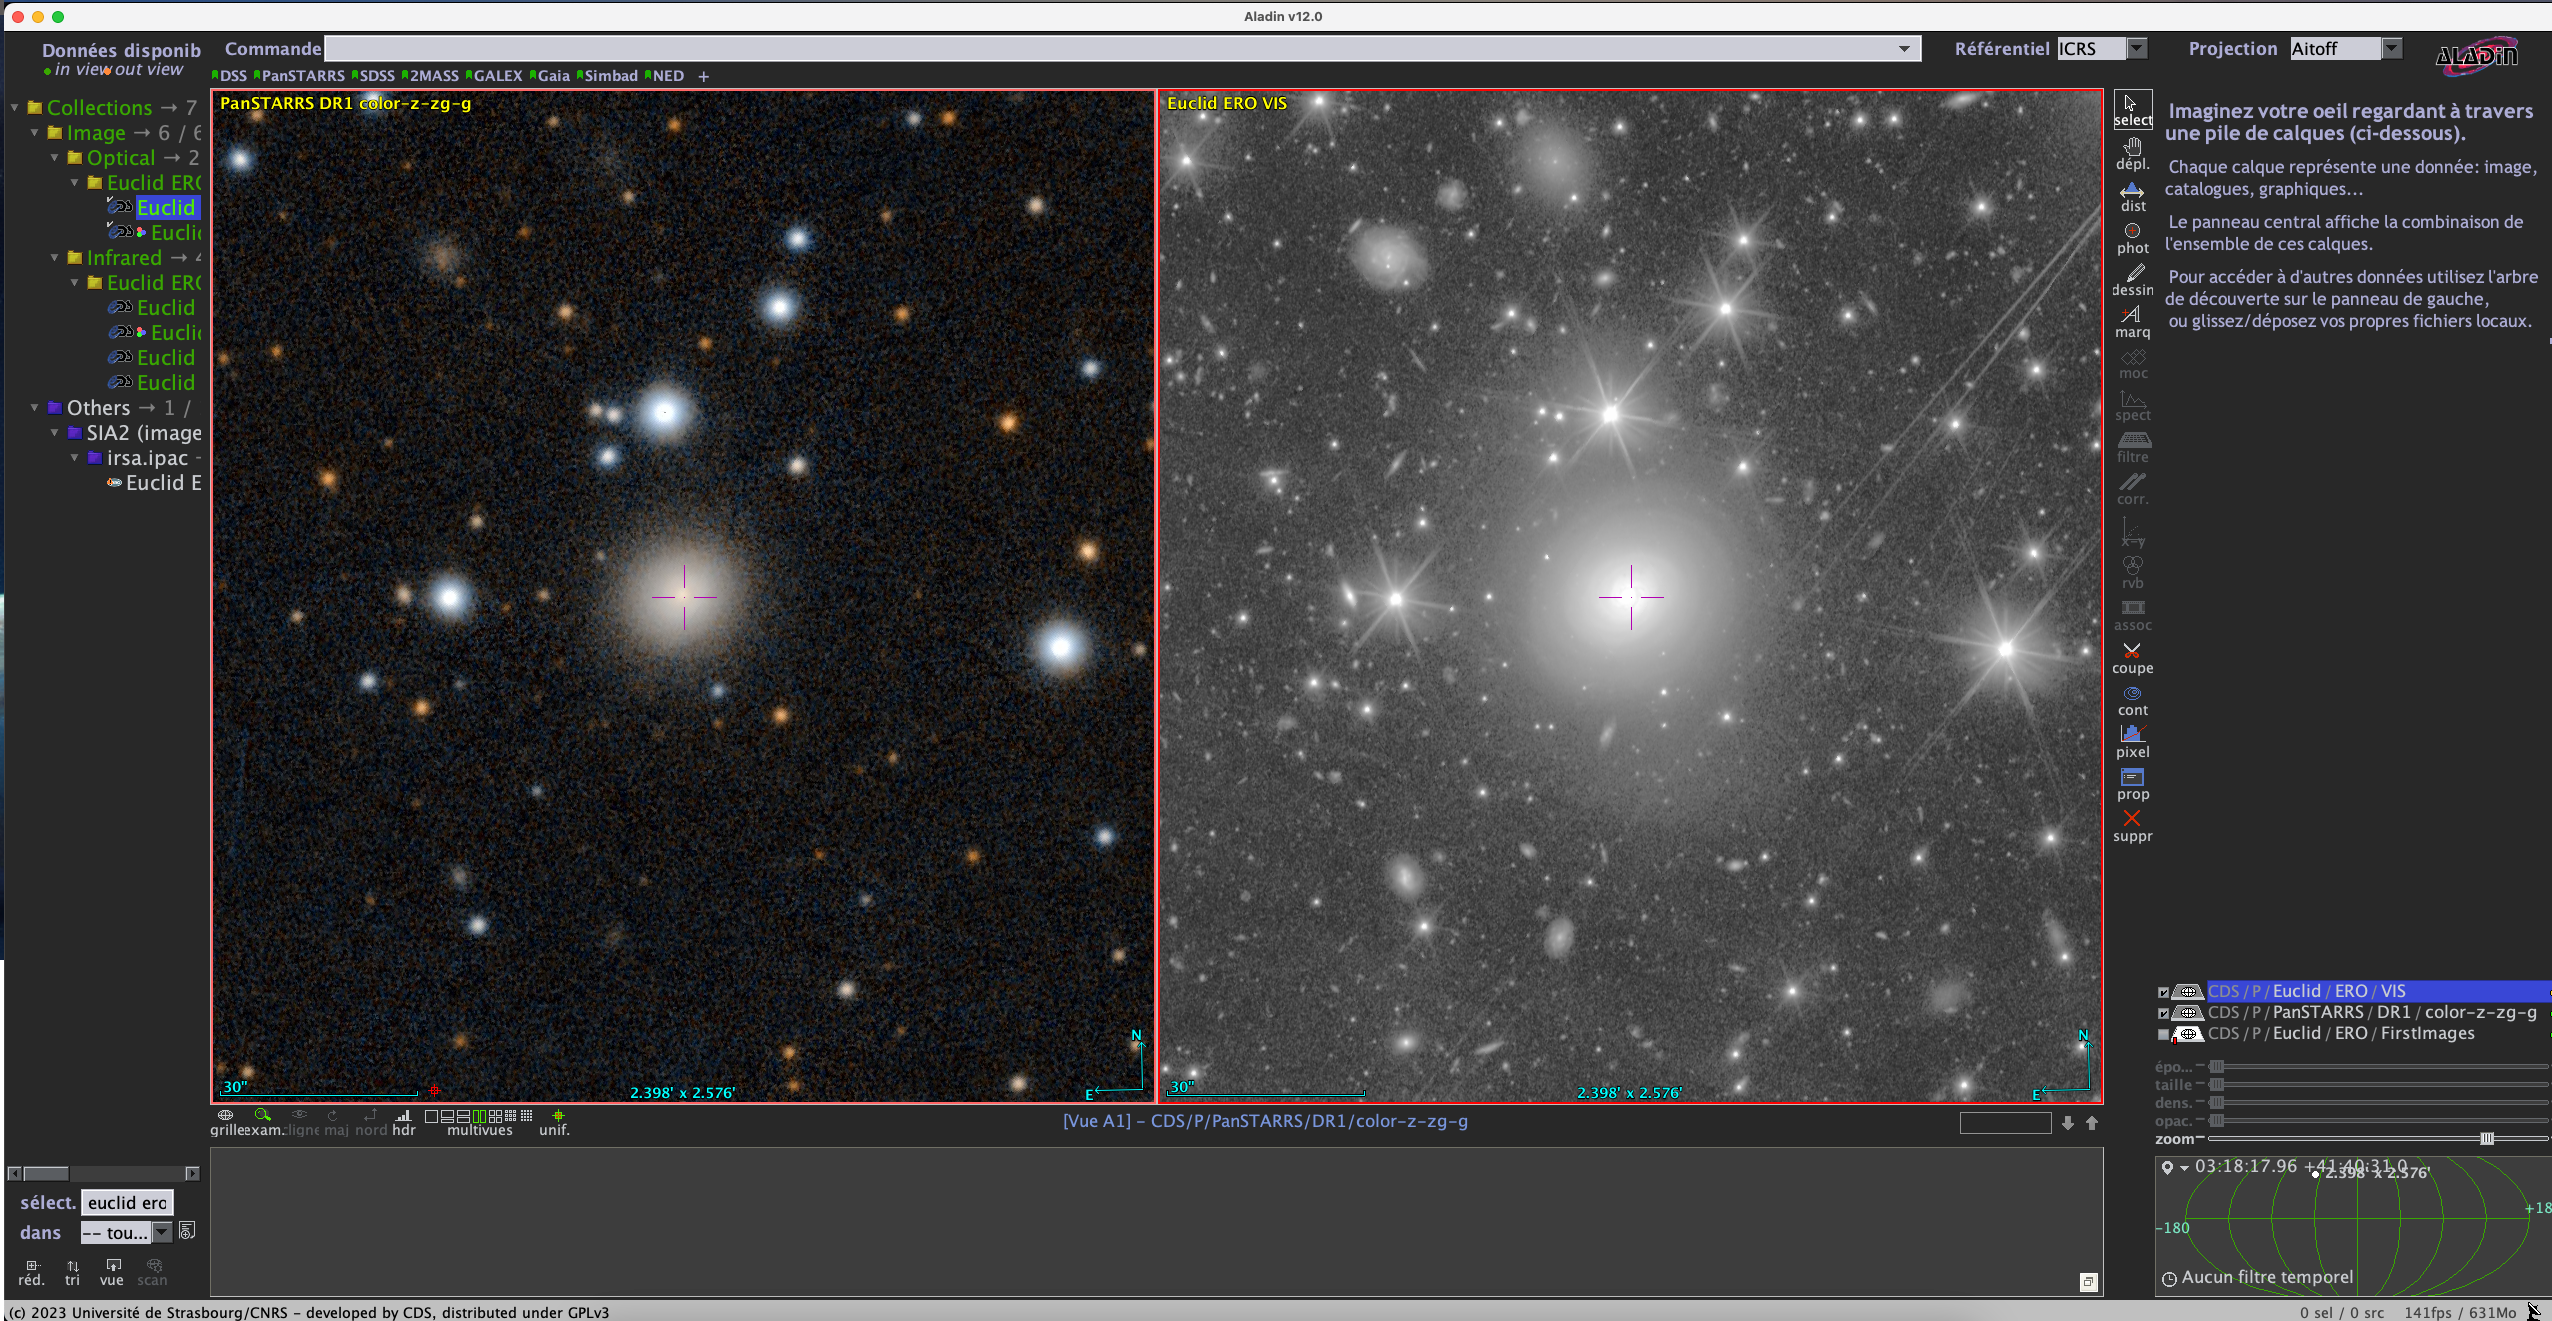 Aladin v12.0
Données disponib
in view out view
Commande
Référentiel ICRS
Projection Aitoff
ALADIN
DSS PanSTARRS SDSS 2MASS GALEX Gaia Simbad NED +
Collections → 7
Image → 6 / 6
Optical → 2
Euclid ERO
Euclid
Euclid
Infrared →
Euclid ERO
Euclid
Euclid
Euclid
Euclid
Others → 1 /
SIA2 (image
irsa.ipac -
Euclid E
PanSTARRS DR1 color-z-zg-g
30"
2.398' x 2.576'
N
E
Euclid ERO VIS
30"
2.398' x 2.576'
N
E
select
dépl.
dist
phot
dessin
marq
moc
spect
filtre
corr.
x-y
rvb
assoc
coupe
cont
pixel
prop
suppr
Imaginez votre oeil regardant à travers
une pile de calques (ci-dessous).
Chaque calque représente une donnée: image,
catalogues, graphiques...
Le panneau central affiche la combinaison de
l'ensemble de ces calques.
Pour accéder à d'autres données utilisez l'arbre
de découverte sur le panneau de gauche,
ou glissez/déposez vos propres fichiers locaux.
CDS / P / Euclid / ERO / VIS
CDS / P / PanSTARRS / DR1 / color-z-zg-g
CDS / P / Euclid / ERO / FirstImages
épo...
taille
dens.
opac.
zoom
grille exam. maj nord hdr multivues unif.
[Vue A1] - CDS/P/PanSTARRS/DR1/color-z-zg-g
03:18:17.96 +41:40:31.0
2.398' x 2.576'
-180
+18
Aucun filtre temporel
sélect. euclid erc
dans -- tou...
réd. tri vue scan
(c) 2023 Université de Strasbourg/CNRS - developed by CDS, distributed under GPLv3
0 sel / 0 src 141fps / 631Mo